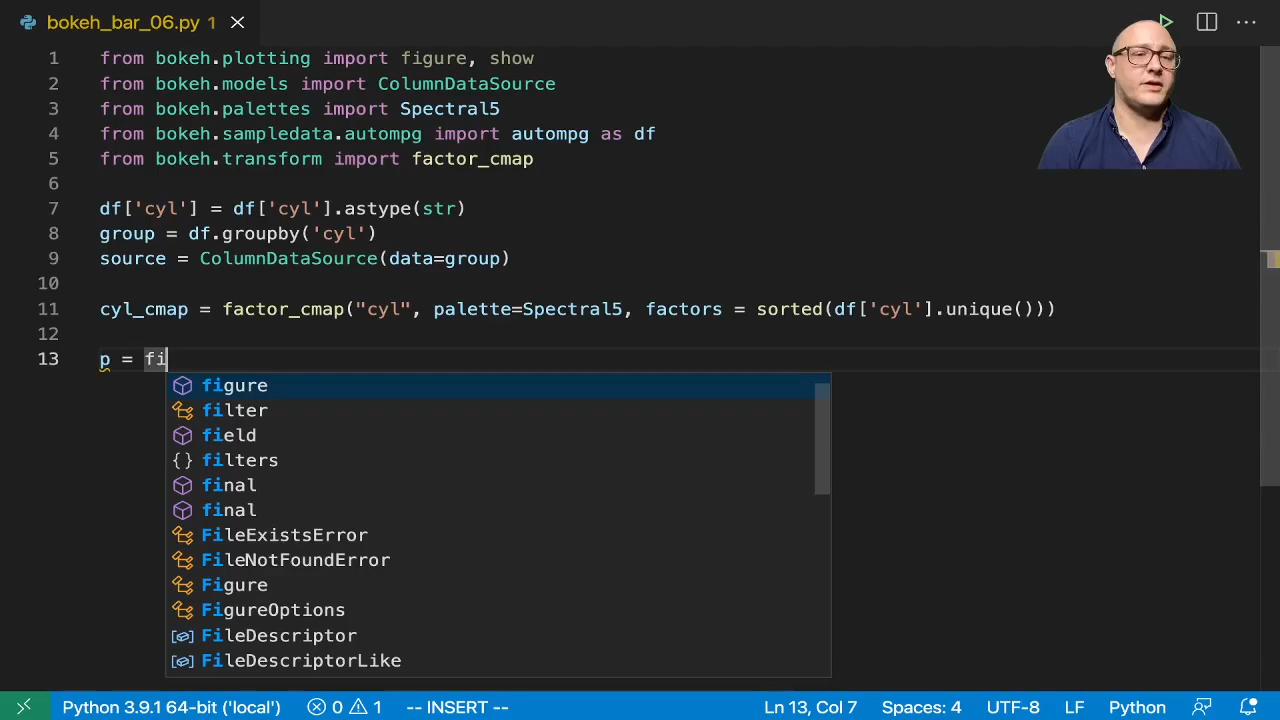 bokeh_bar_06.py 1
1 from bokeh.plotting import figure, show
2 from bokeh.models import ColumnDataSource
3 from bokeh.palettes import Spectral5
4 from bokeh.sampledata.autompg import autompg as df
5 from bokeh.transform import factor_cmap
6
7 df['cyl'] = df['cyl'].astype(str)
8 group = df.groupby('cyl')
9 source = ColumnDataSource(data=group)
10
11 cyl_cmap = factor_cmap("cyl", palette=Spectral5, factors = sorted(df['cyl'].unique()))
12
13 p = fi
figure
filter
field
{} filters
final
final
FileExistsError
FileNotFoundError
Figure
FigureOptions
FileDescriptor
FileDescriptorLike
Python 3.9.1 64-bit ('local') 0 1 -- INSERT -- Ln 13, Col 7 Spaces: 4 UTF-8 LF Python